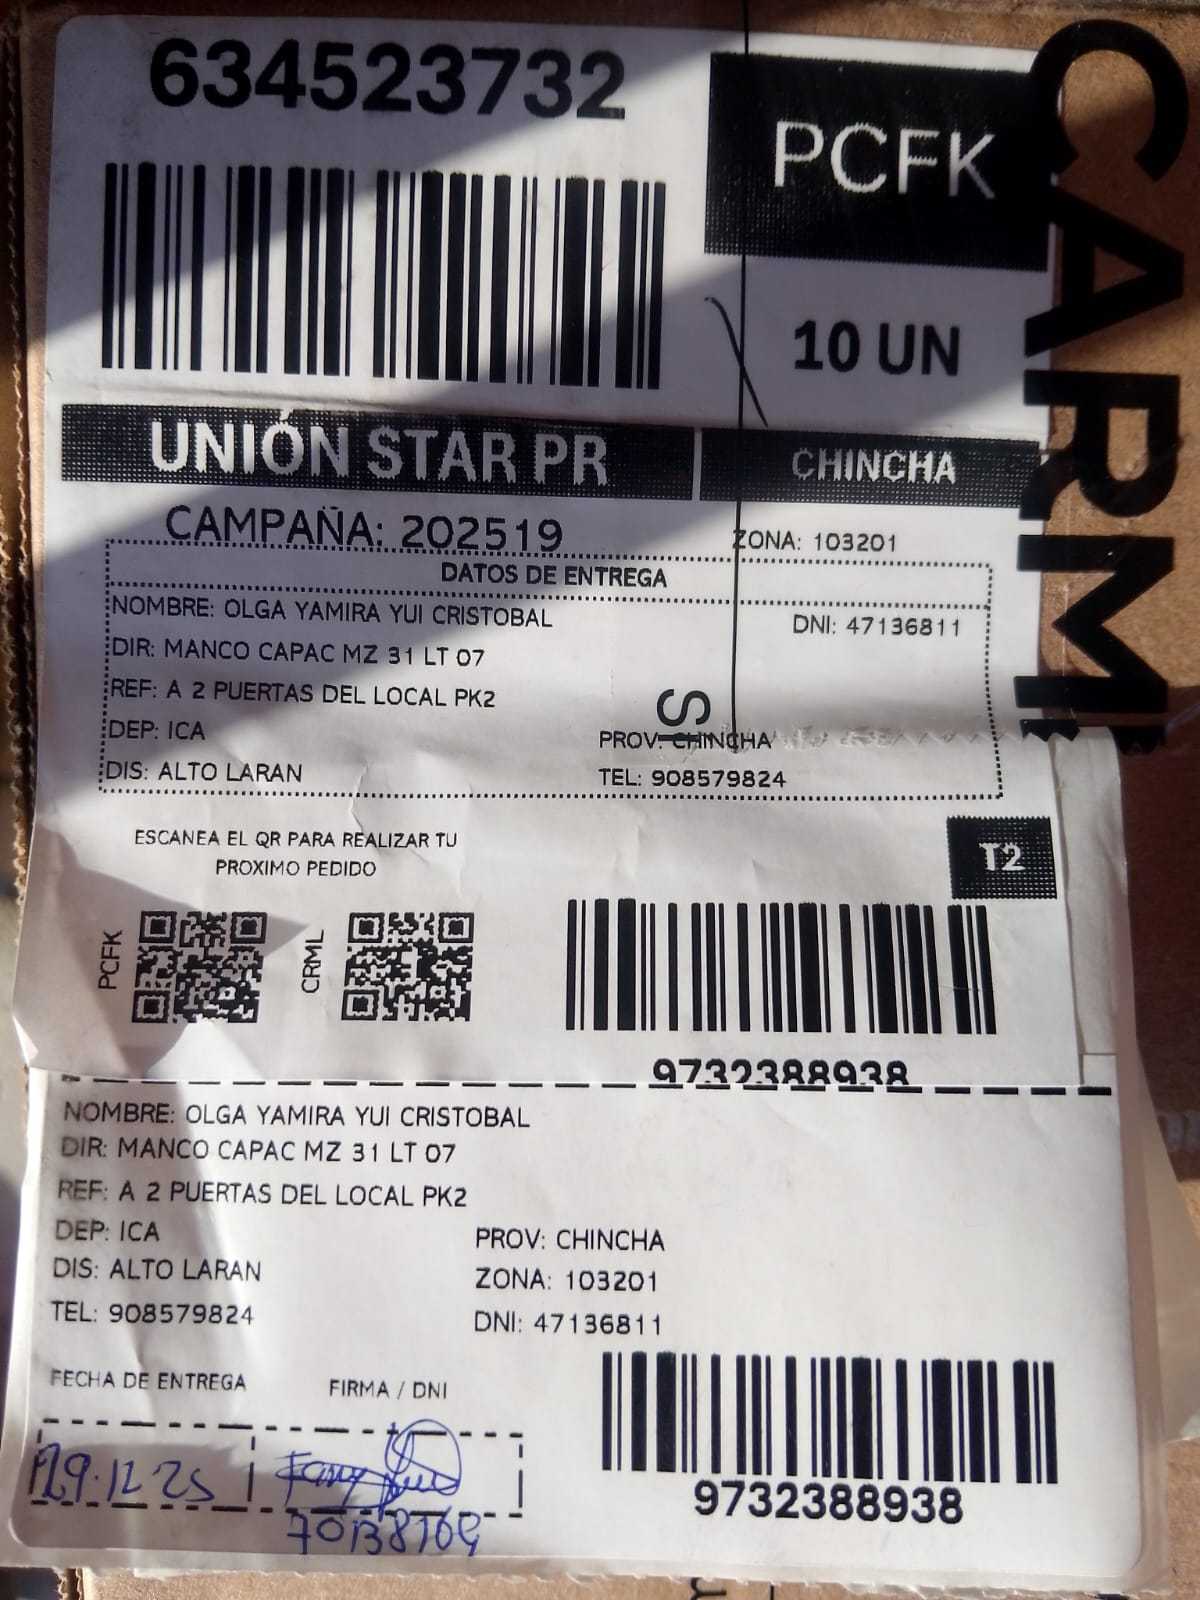 634523732
PCFK
10 UN
CARM
UNIÓN STAR PR
CHINCHA
CAMPAÑA: 202519
ZONA: 103201
DATOS DE ENTREGA
NOMBRE: OLGA YAMIRA YUI CRISTOBAL
DNI: 47136811
DIR: MANCO CAPAC MZ 31 LT 07
REF: A 2 PUERTAS DEL LOCAL PK2
DEP: ICA
PROV: CHINCHA
DIS: ALTO LARAN
TEL: 908579824
ESCANEA EL QR PARA REALIZAR TU
PROXIMO PEDIDO
T2
PCFK
CRML
9732388938
NOMBRE: OLGA YAMIRA YUI CRISTOBAL
DIR: MANCO CAPAC MZ 31 LT 07
REF: A 2 PUERTAS DEL LOCAL PK2
DEP: ICA
PROV: CHINCHA
DIS: ALTO LARAN
ZONA: 103201
TEL: 908579824
DNI: 47136811
FECHA DE ENTREGA
FIRMA / DNI
29.12 25
9732388938